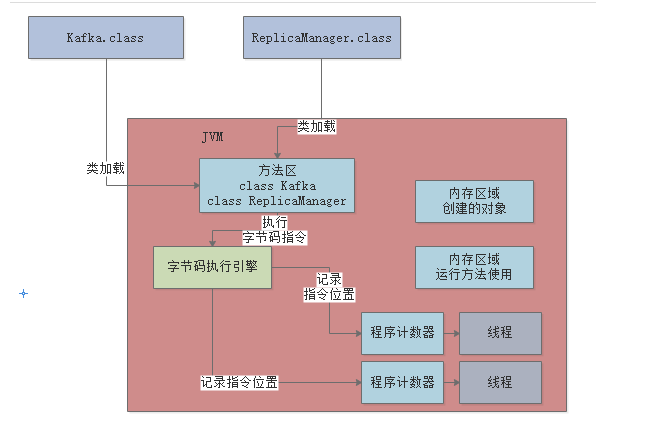 Kafka.class
ReplicaManager.class
类加载
JVM
类加载
方法区
class Kafka
class ReplicaManager
内存区域
创建的对象
执行
字节码指令
字节码执行引擎
内存区域
运行方法使用
记录
指令位置
程序计数器
线程
记录指令位置
程序计数器
线程